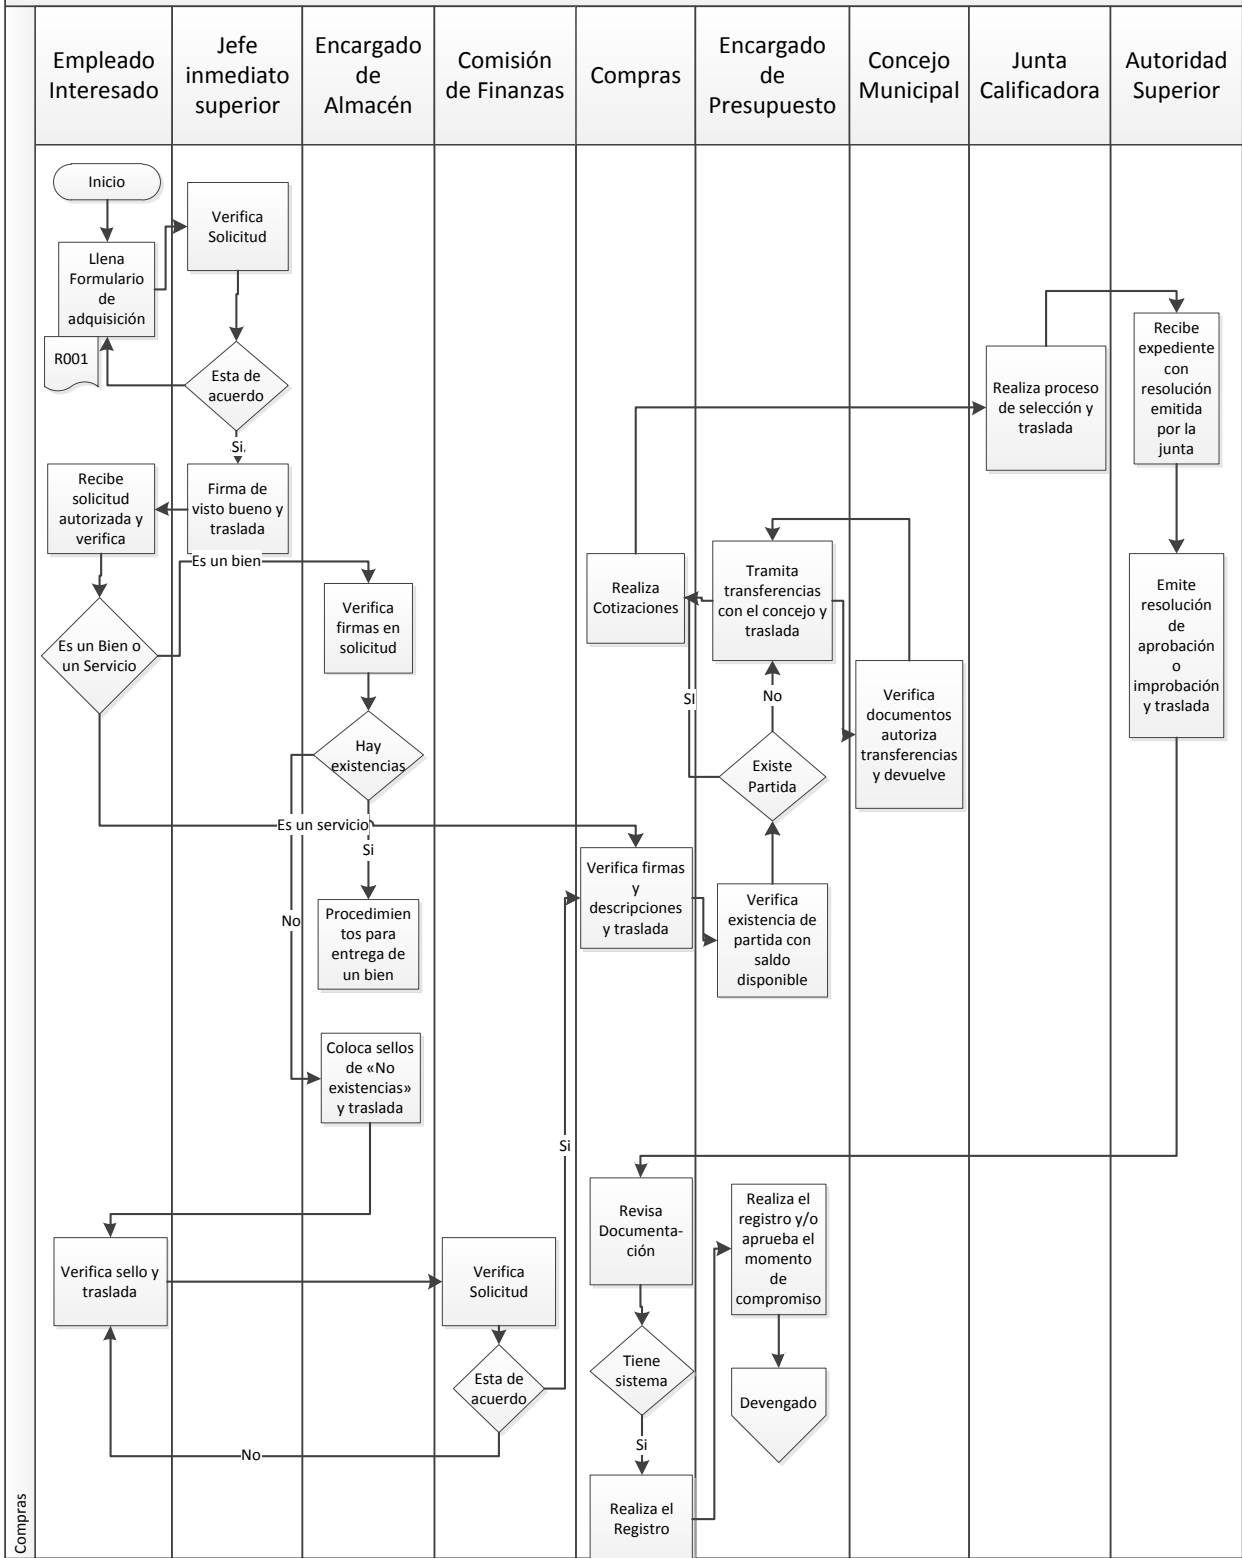 Empleado
Interesado
Jefe
inmediato
superior
Encargado
de
Almacén
Comisión
de Finanzas
Compras
Encargado
de
Presupuesto
Concejo
Municipal
Junta
Calificadora
Autoridad
Superior
Inicio
Llena
Formulario
de
adquisición
R001
Verifica
Solicitud
Esta de
acuerdo
Si
Firma de
visto bueno y
traslada
Recibe
solicitud
autorizada y
verifica
Es un Bien o
un Servicio
Es un bien
Verifica
firmas en
solicitud
Hay
existencias
Es un servicio
Si
No
Procedimien
tos para
entrega de
un bien
Coloca sellos
de «No
existencias»
y traslada
Verifica sello y
traslada
Verifica
Solicitud
Esta de
acuerdo
No
Si
Verifica firmas
y
descripciones
y traslada
Verifica
existencia de
partida con
saldo
disponible
Existe
Partida
No
SI
Tramita
transferencias
con el concejo y
traslada
Verifica
documentos
autoriza
transferencias
y devuelve
Realiza
Cotizaciones
Realiza proceso
de selección y
traslada
Recibe
expediente
con
resolución
emitida
por la
junta
Emite
resolución
de
aprobación
o
improbación
y traslada
Revisa
Documenta-
ción
Tiene
sistema
Si
Realiza el
Registro
Realiza el
registro y/o
aprueba el
momento
de
compromiso
Devengado
Compras